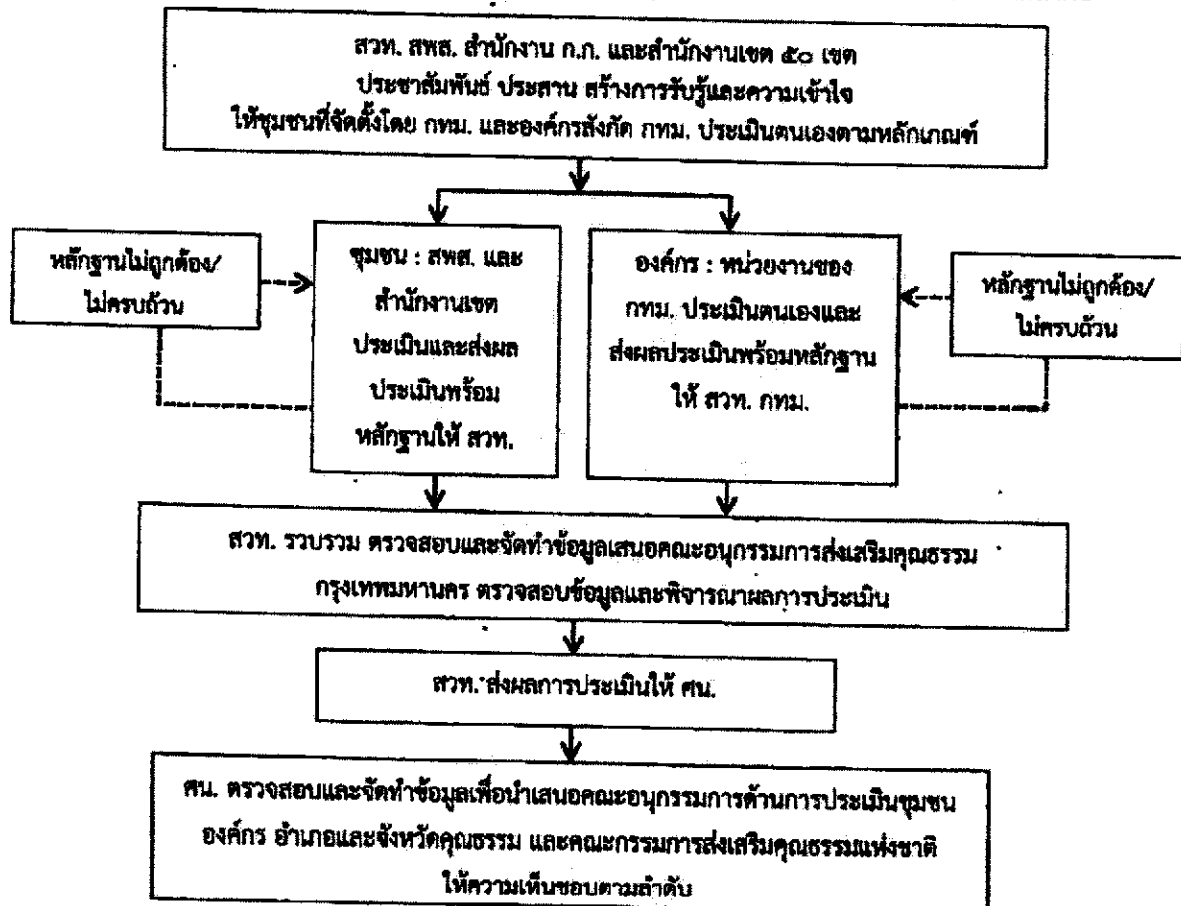 สวท. สพส. สำนักงาน ก.ก. และสำนักงานเขต ๕๐ เขต
ประชาสัมพันธ์ ประสาน สร้างการรับรู้และความเข้าใจ
ให้ชุมชนที่จัดตั้งโดย กทม. และองค์กรสังกัด กทม. ประเมินตนเองตามหลักเกณฑ์
หลักฐานไม่ถูกต้อง/
ไม่ครบถ้วน
ชุมชน : สพส. และ
สำนักงานเขต
ประเมินและส่งผล
ประเมินพร้อม
หลักฐานให้ สวท.
องค์กร : หน่วยงานของ
กทม. ประเมินตนเองและ
ส่งผลประเมินพร้อมหลักฐาน
ให้ สวท. กทม.
หลักฐานไม่ถูกต้อง/
ไม่ครบถ้วน
สวท. รวบรวม ตรวจสอบและจัดทำข้อมูลเสนอคณะอนุกรรมการส่งเสริมคุณธรรม
กรุงเทพมหานคร ตรวจสอบข้อมูลและพิจารณาผลการประเมิน
สวท. ส่งผลการประเมินให้ ศน.
ศน. ตรวจสอบและจัดทำข้อมูลเพื่อนำเสนอคณะอนุกรรมการด้านการประเมินชุมชน
องค์กร อำเภอและจังหวัดคุณธรรม และคณะกรรมการส่งเสริมคุณธรรมแห่งชาติ
ให้ความเห็นชอบตามลำดับ